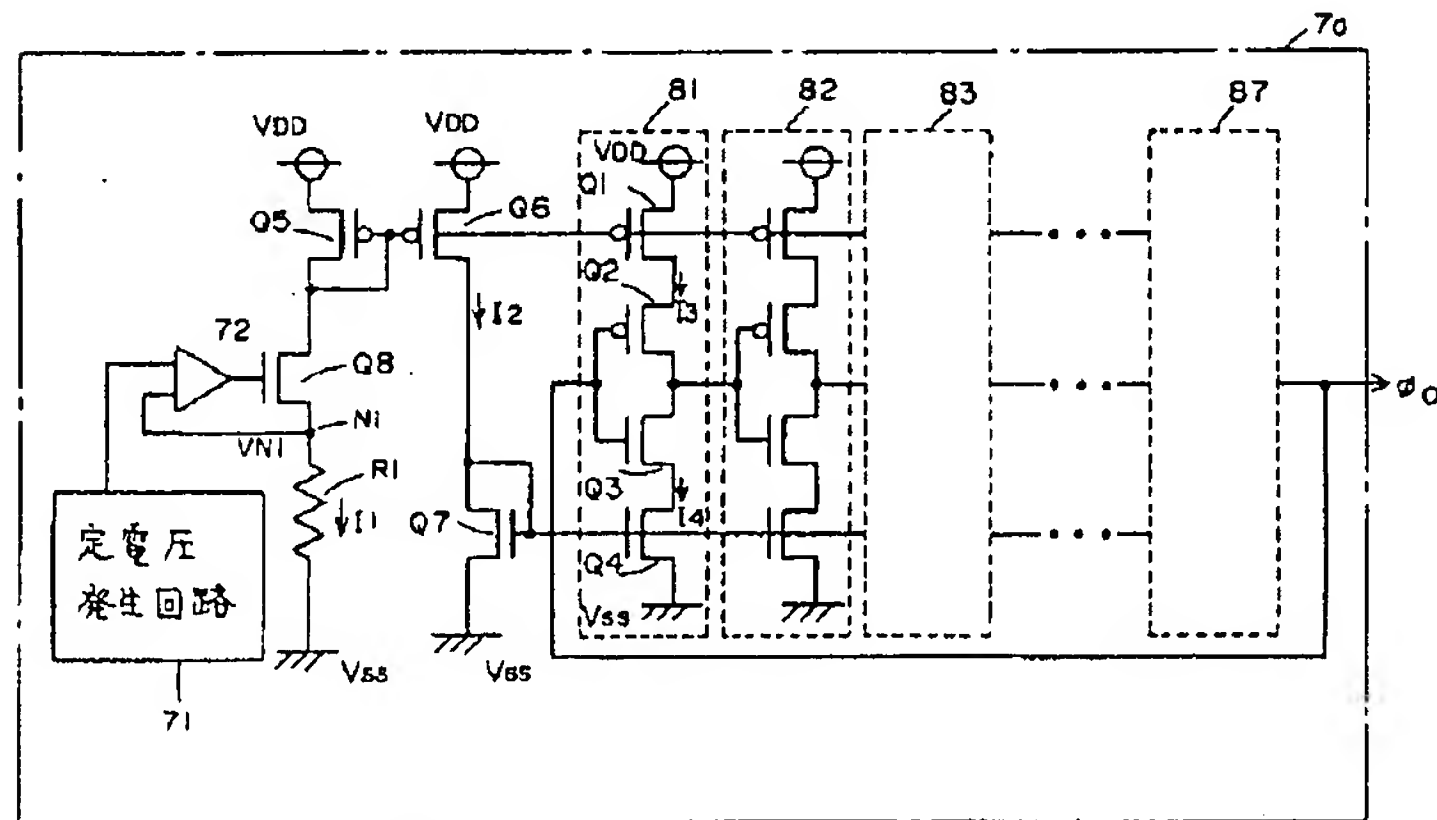 70
81
82
83
87
VDD
VDD
VDD
Q1
Q5
Q6
Q2
I3
I2
72
Q8
N1
VN1
R1
I1
Q7
Q3
I4
Q4
定電圧
発生回路
Vss
Vss
Vss
71
• • •
• • •
• • •
ø0